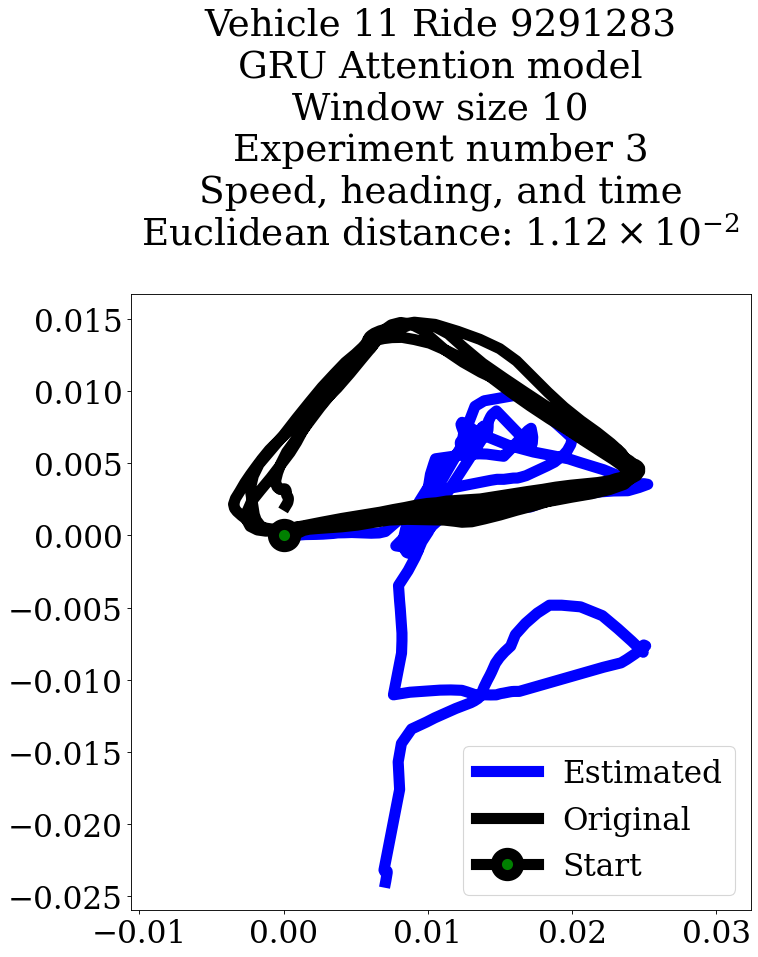 Vehicle 11 Ride 9291283
GRU Attention model
Window size 10
Experiment number 3
Speed, heading, and time
Euclidean distance: 1.12 × 10⁻²
0.015
0.010
0.005
0.000
−0.005
−0.010
−0.015
−0.020
−0.025
Estimated
Original
Start
−0.01 0.00 0.01 0.02 0.03